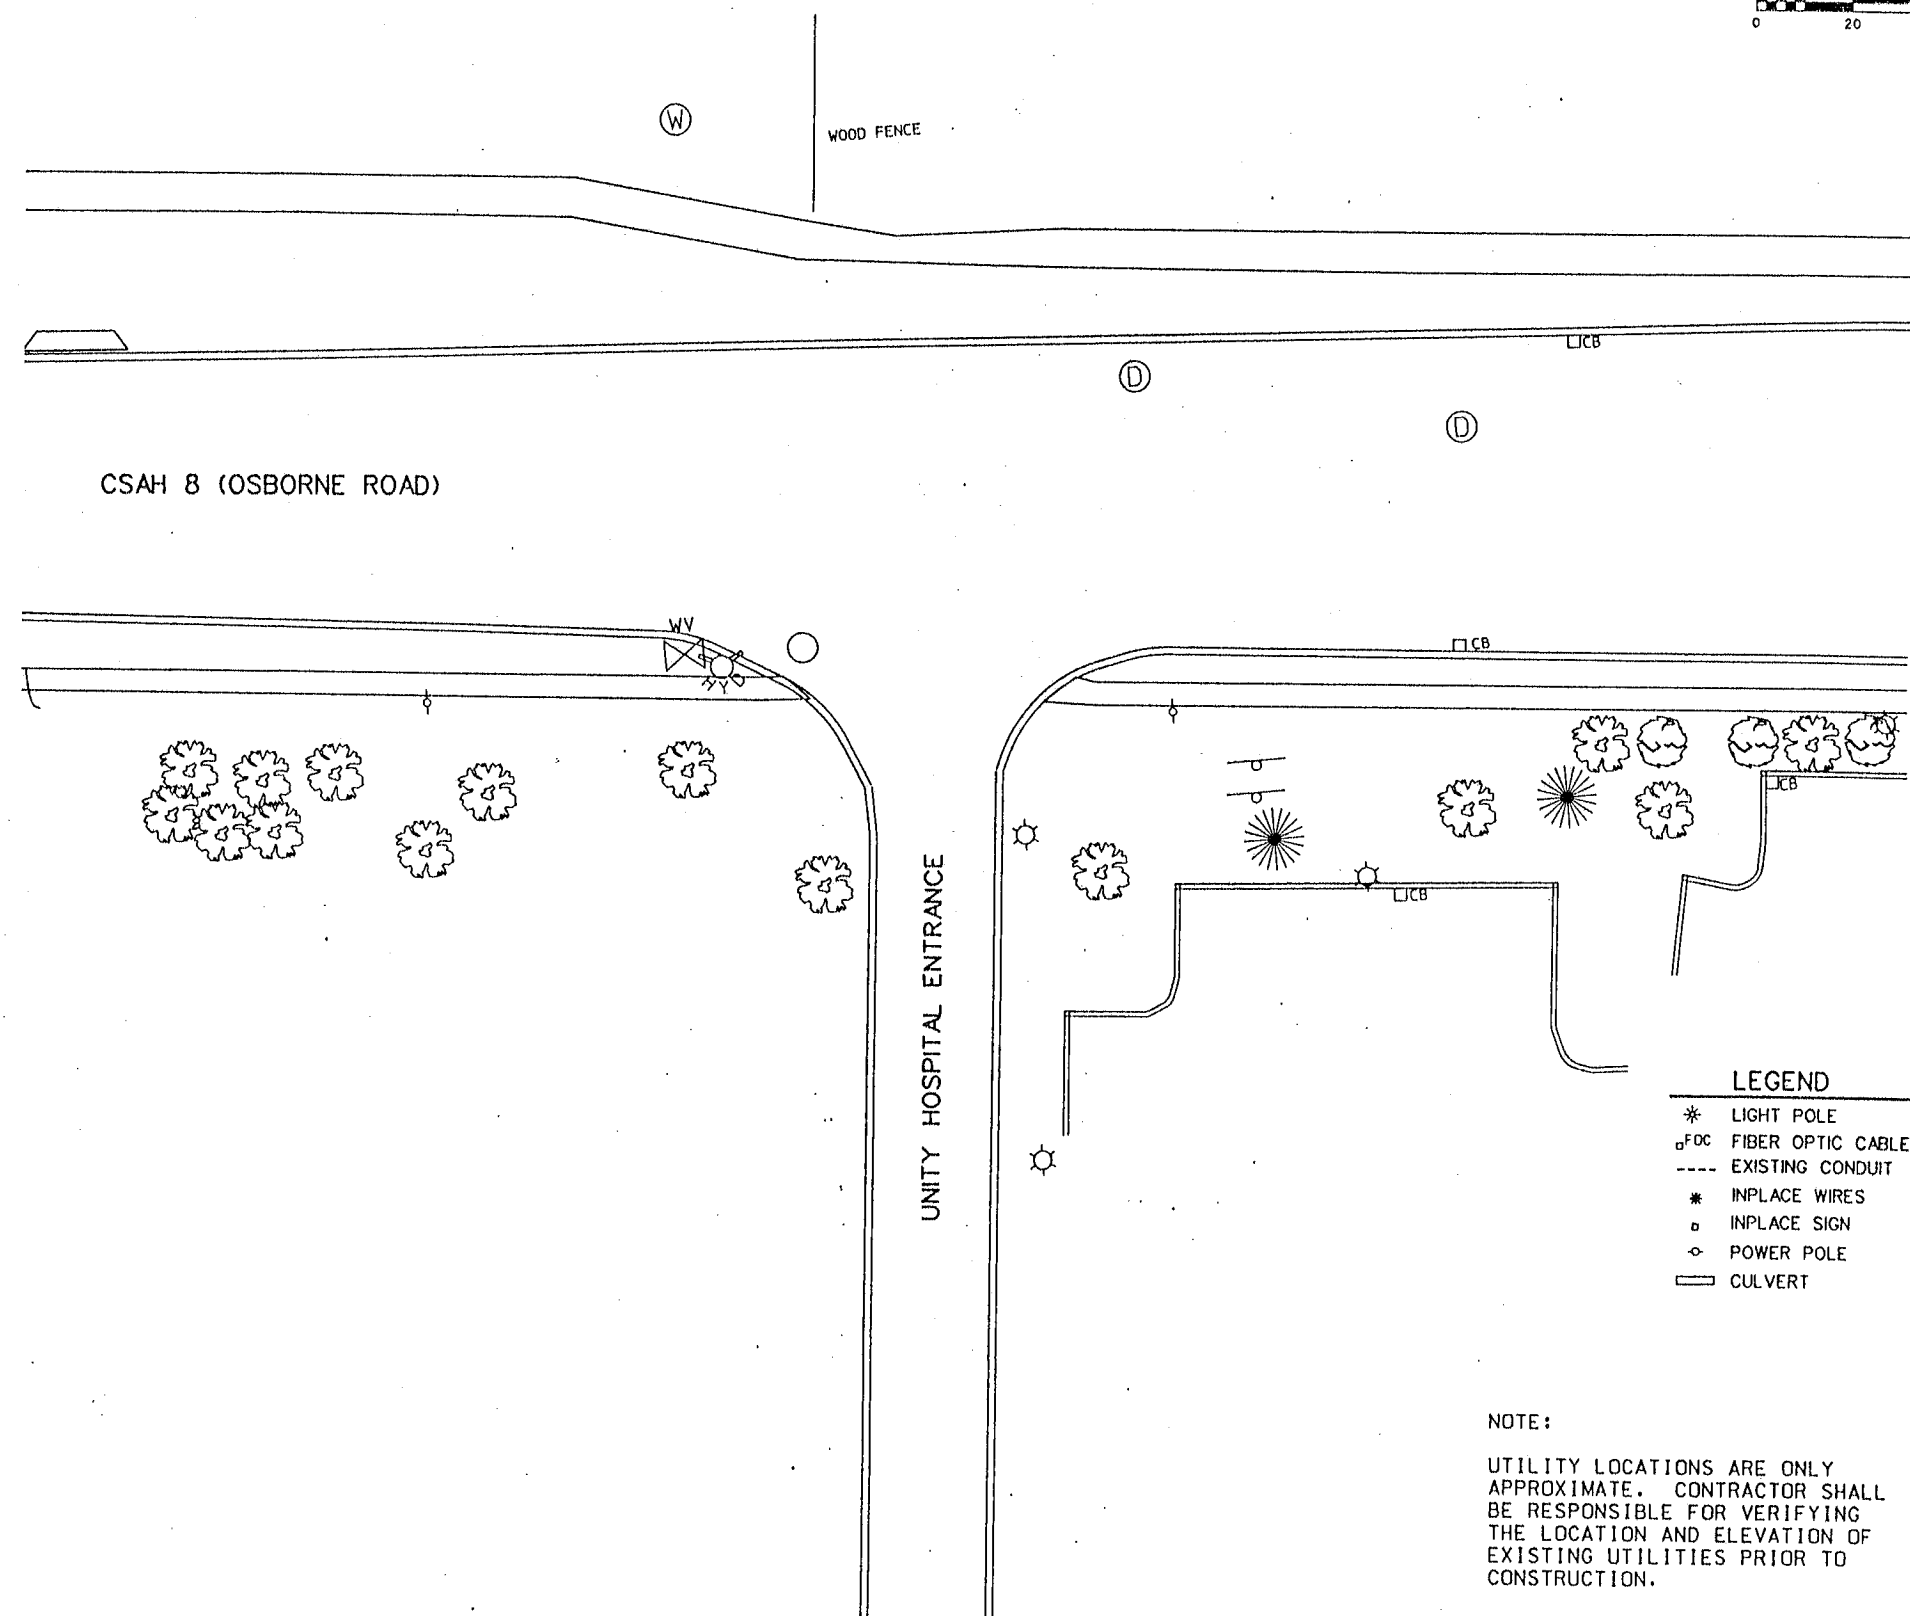 0 20
W
WOOD FENCE
CB
D
D
CSAH 8 (OSBORNE ROAD)
WV
HYD
CB
CB
CB
UNITY HOSPITAL ENTRANCE
LEGEND
LIGHT POLE
FOC FIBER OPTIC CABLE
EXISTING CONDUIT
INPLACE WIRES
INPLACE SIGN
POWER POLE
CULVERT
NOTE:
UTILITY LOCATIONS ARE ONLY
APPROXIMATE. CONTRACTOR SHALL
BE RESPONSIBLE FOR VERIFYING
THE LOCATION AND ELEVATION OF
EXISTING UTILITIES PRIOR TO
CONSTRUCTION.